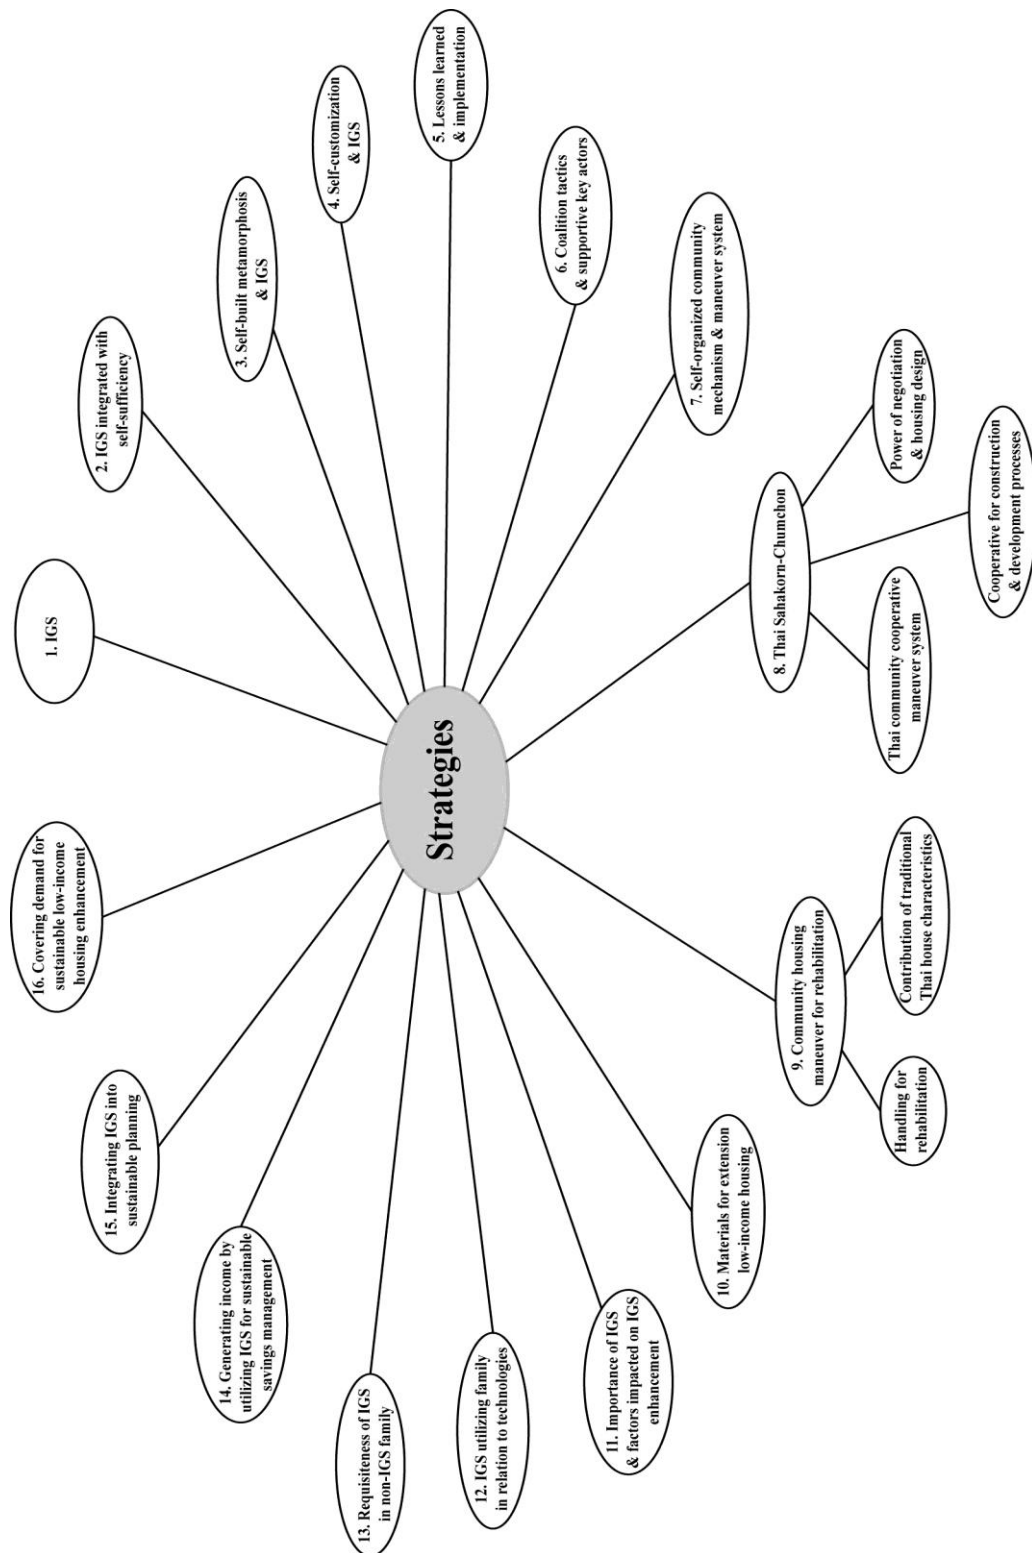 Strategies
1. IGS
2. IGS integrated with
self-sufficiency
3. Self-built metamorphosis
& IGS
4. Self-customization
& IGS
5. Lessons learned
& implementation
6. Coalition tactics
& supportive key actors
7. Self-organized community
mechanism & maneuver system
8. Thai Sahakorn-Chumchon
Power of negotiation
& housing design
Cooperative for construction
& development processes
Thai community cooperative
maneuver system
9. Community housing
maneuver for rehabilitation
Contribution of traditional
Thai house characteristics
Handling for
rehabilitation
10. Materials for extension
low-income housing
11. Importance of IGS
& factors impacted on IGS
enhancement
12. IGS utilizing family
in relation to technologies
13. Requisiteness of IGS
in non-IGS family
14. Generating income by
utilizing IGS for sustainable
savings management
15. Integrating IGS into
sustainable planning
16. Covering demand for
sustainable low-income
housing enhancement